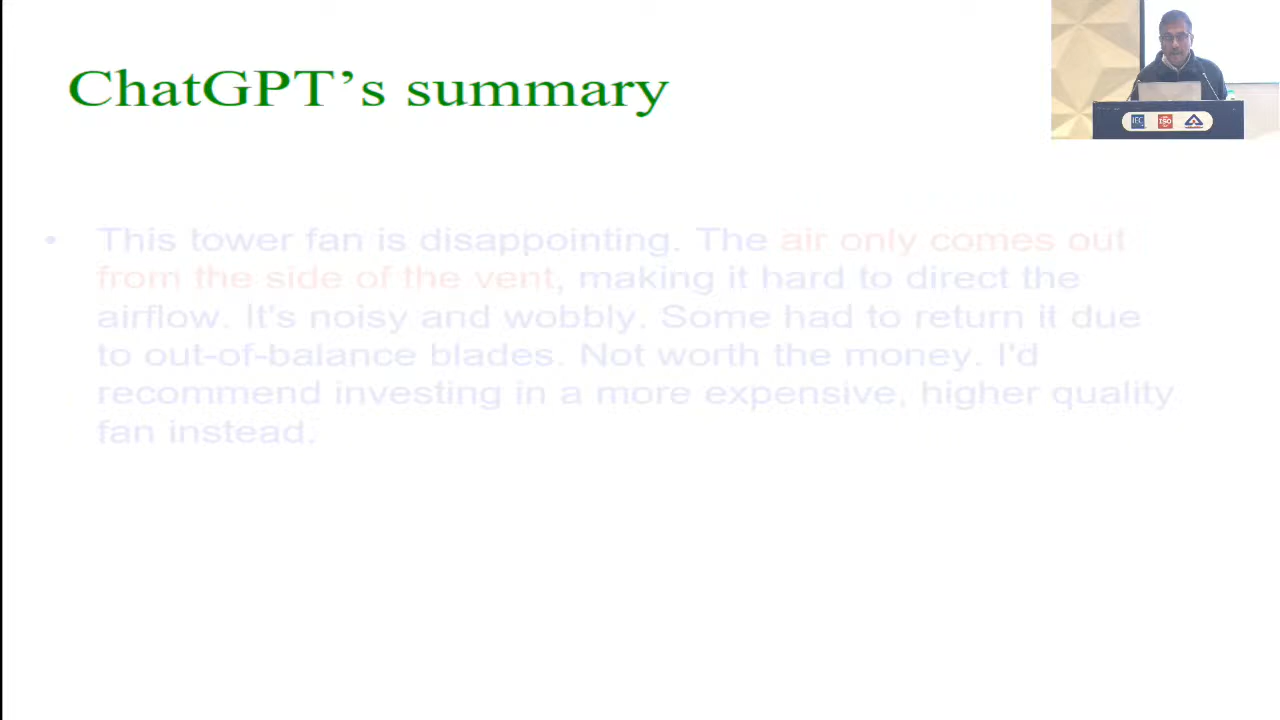 ChatGPT's summary
• This tower fan is disappointing. The air only comes out
from the side of the vent, making it hard to direct the
airflow. It's noisy and wobbly. Some had to return it due
to out-of-balance blades. Not worth the money. I'd
recommend investing in a more expensive, higher quality
fan instead.
IEC ISO